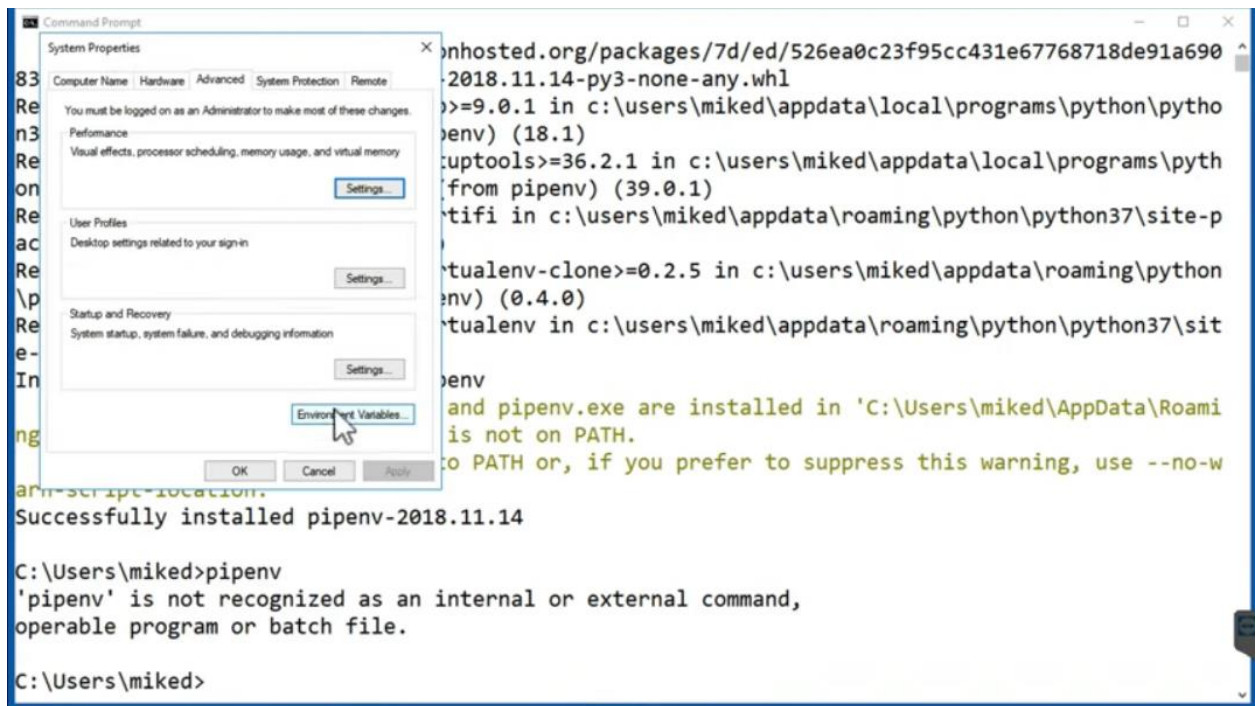 Command Prompt
System Properties
Computer Name Hardware Advanced System Protection Remote
You must be logged on as an Administrator to make most of these changes.
Performance
Visual effects, processor scheduling, memory usage, and virtual memory
Settings...
User Profiles
Desktop settings related to your sign-in
Settings...
Startup and Recovery
System startup, system failure, and debugging information
Settings...
Environment Variables...
OK Cancel Apply
onhosted.org/packages/7d/ed/526ea0c23f95cc431e67768718de91a690
83 -2018.11.14-py3-none-any.whl
Re >=9.0.1 in c:\users\miked\appdata\local\programs\python\pytho
n3 env) (18.1)
Re tuptools>=36.2.1 in c:\users\miked\appdata\local\programs\pyth
on (from pipenv) (39.0.1)
Re rtifi in c:\users\miked\appdata\roaming\python\python37\site-p
ac
Re rtualenv-clone>=0.2.5 in c:\users\miked\appdata\roaming\python
\p env) (0.4.0)
Re rtualenv in c:\users\miked\appdata\roaming\python\python37\sit
e-
In penv
and pipenv.exe are installed in 'C:\Users\miked\AppData\Roami
ng is not on PATH.
to PATH or, if you prefer to suppress this warning, use --no-w
arn-script-location.
Successfully installed pipenv-2018.11.14
C:\Users\miked>pipenv
'pipenv' is not recognized as an internal or external command,
operable program or batch file.
C:\Users\miked>